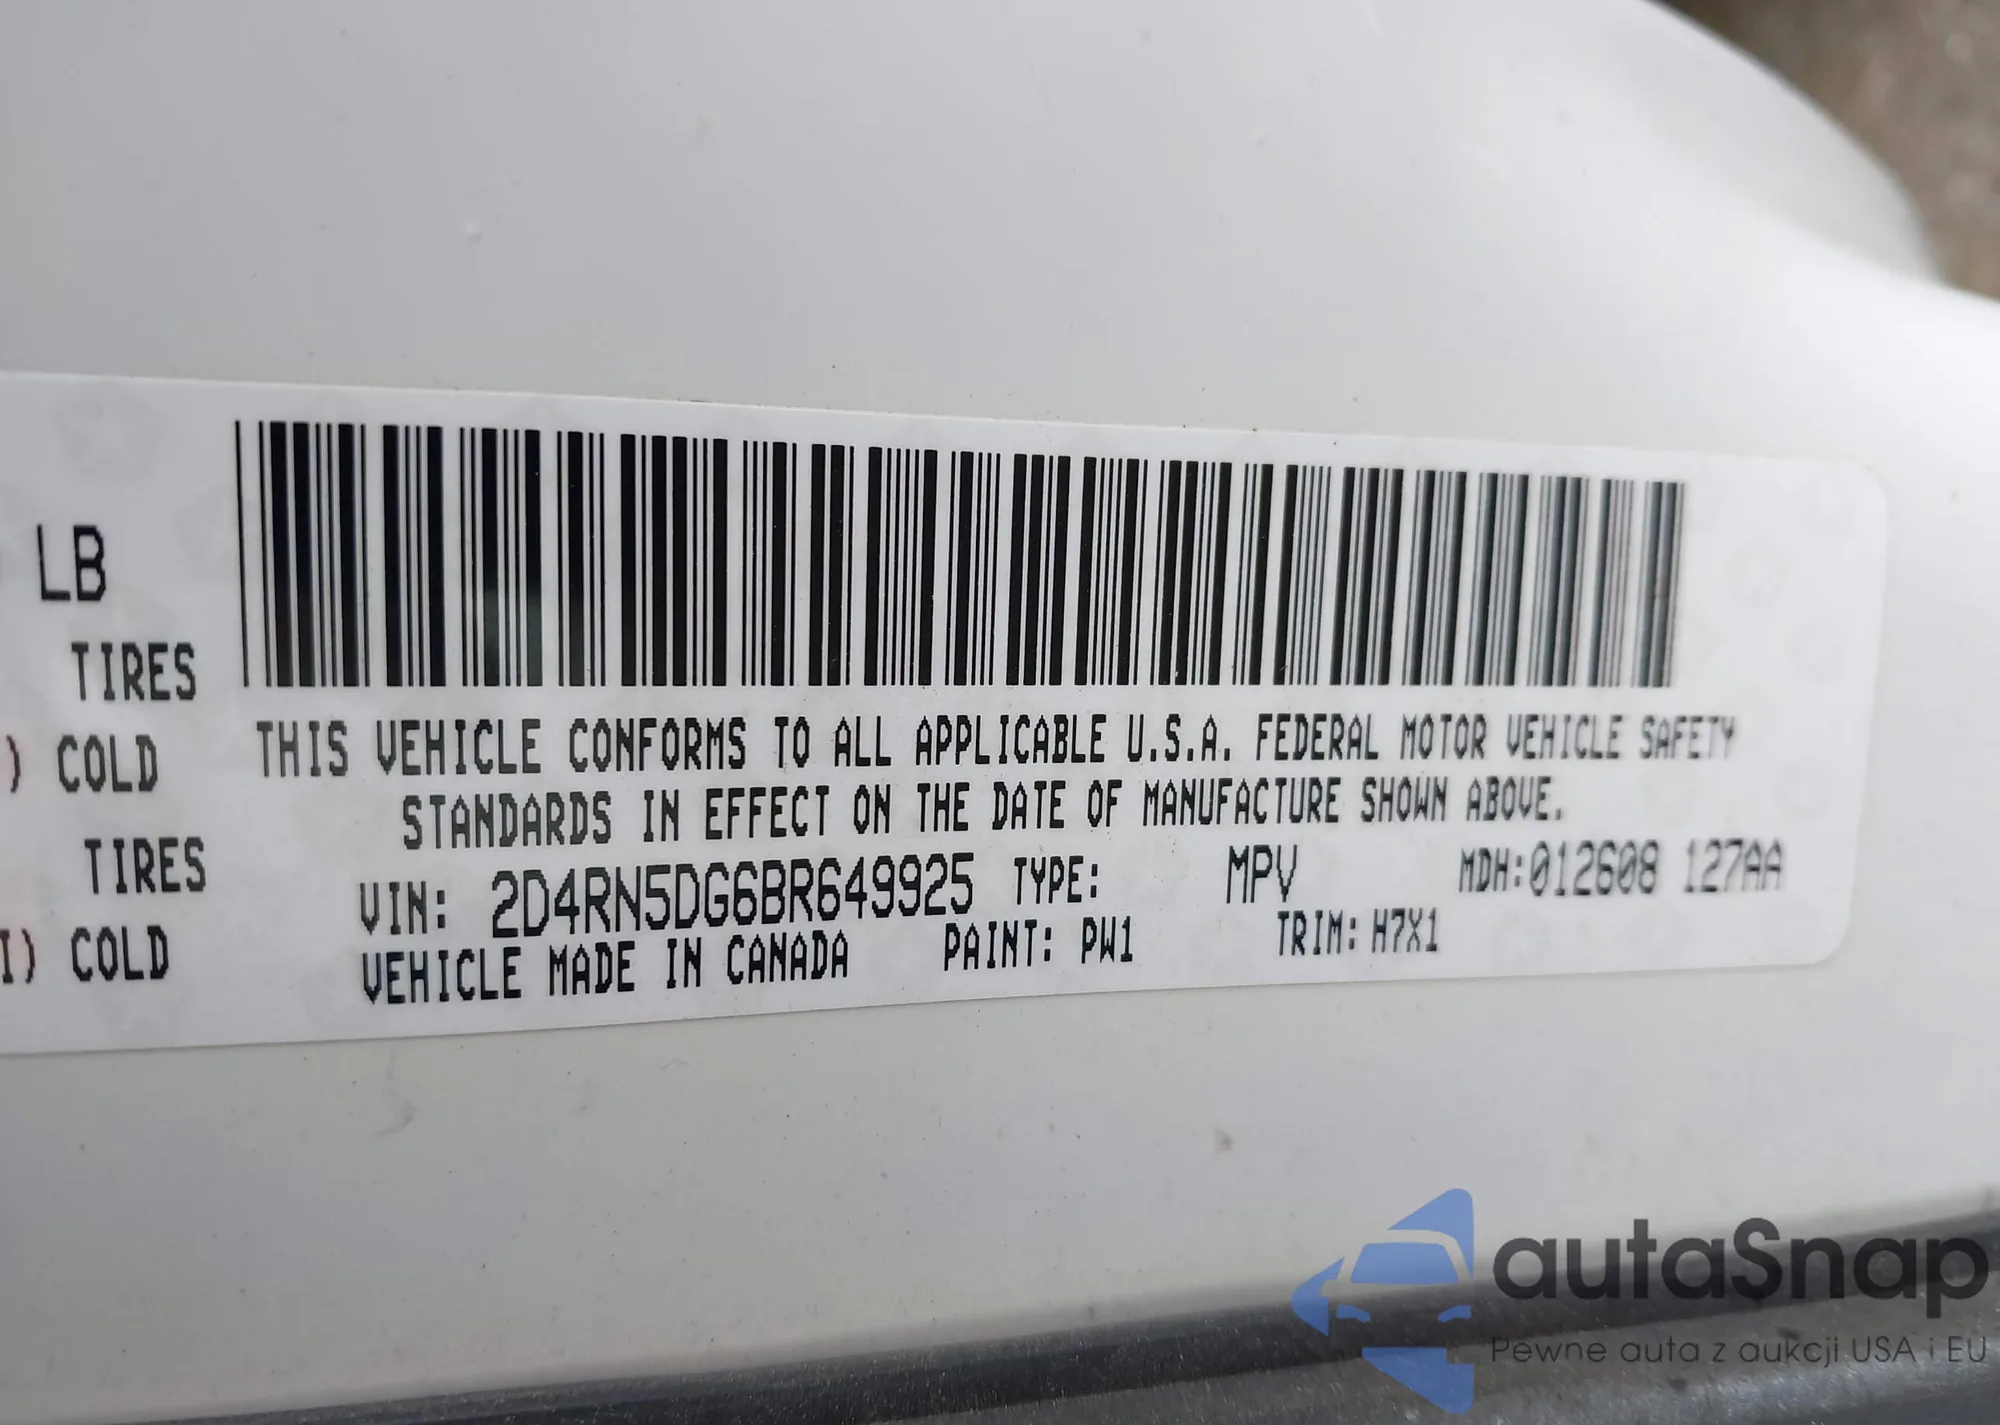 LB
TIRES
) COLD
TIRES
I) COLD
THIS VEHICLE CONFORMS TO ALL APPLICABLE U.S.A. FEDERAL MOTOR VEHICLE SAFETY
STANDARDS IN EFFECT ON THE DATE OF MANUFACTURE SHOWN ABOVE.
VIN: 2D4RN5DG6BR649925 TYPE: MPV MDH:012608 127AA
VEHICLE MADE IN CANADA PAINT: PW1 TRIM: H7X1
autaSnap
Pewne auta z aukcji USA i EU